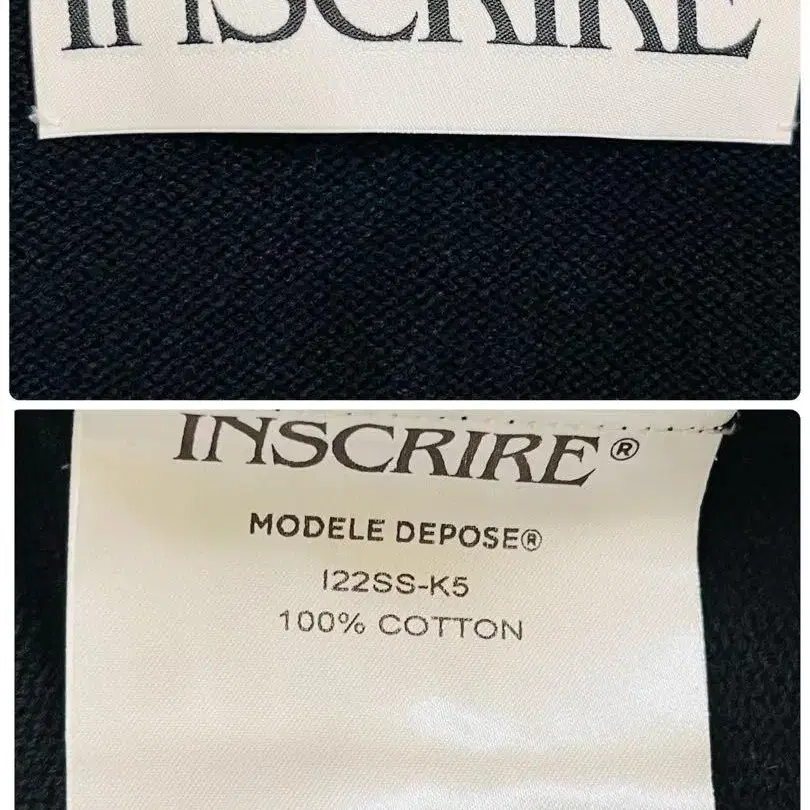 INSCRIRE
INSCRIRE®
MODELE DEPOSE®
I22SS-K5
100% COTTON